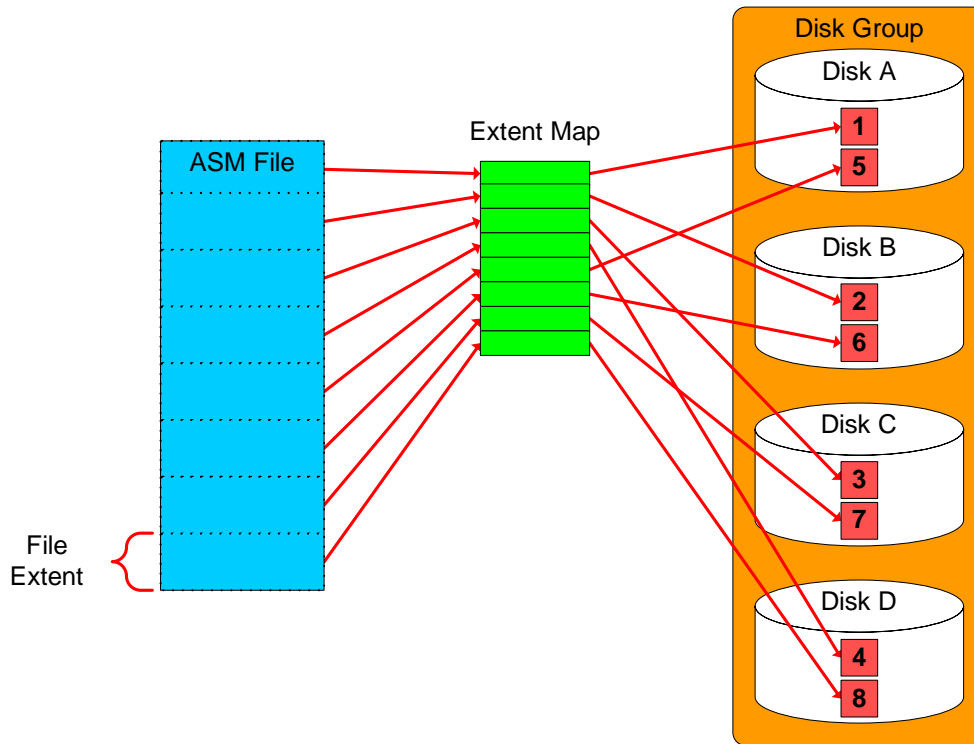 Disk Group
Disk A
1
5
Extent Map
ASM File
Disk B
2
6
Disk C
3
7
File
Extent
Disk D
4
8